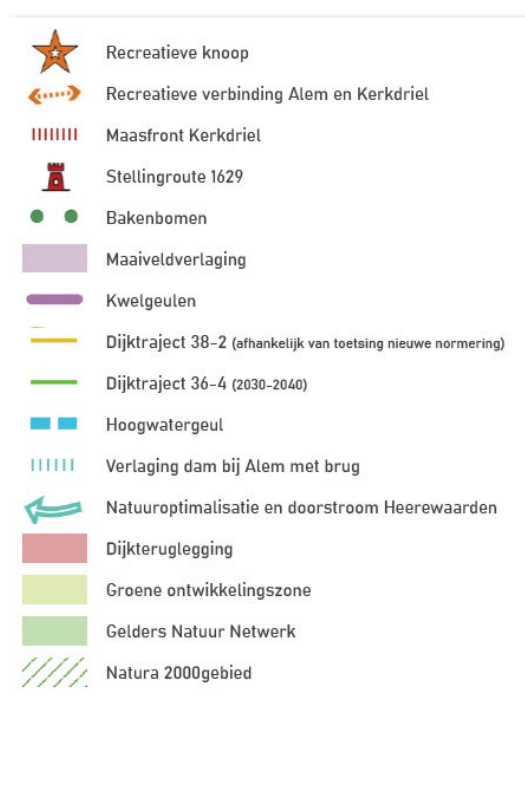 Recreatieve knoop
Recreatieve verbinding Alem en Kerkdriel
Maasfront Kerkdriel
Stellingroute 1629
Bakenbomen
Maaiveldverlaging
Kwelgeulen
Dijktraject 38-2 (afhankelijk van toetsing nieuwe normering)
Dijktraject 36-4 (2030-2040)
Hoogwatergeul
Verlaging dam bij Alem met brug
Natuuroptimalisatie en doorstroom Heerewaarden
Dijkteruglegging
Groene ontwikkelingszone
Gelders Natuur Netwerk
Natura 2000gebied